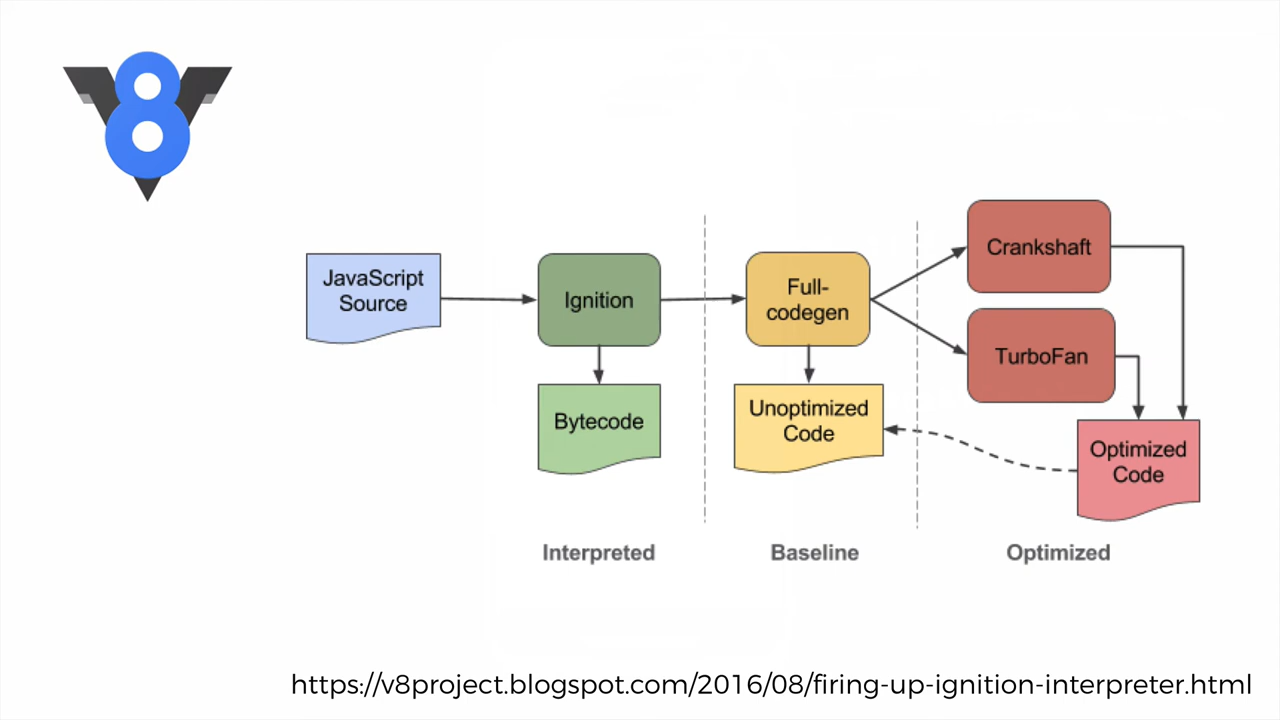 8
JavaScript
Source
Ignition
Bytecode
Full-
codegen
Unoptimized
Code
Crankshaft
TurboFan
Optimized
Code
Interpreted
Baseline
Optimized
https://v8project.blogspot.com/2016/08/firing-up-ignition-interpreter.html